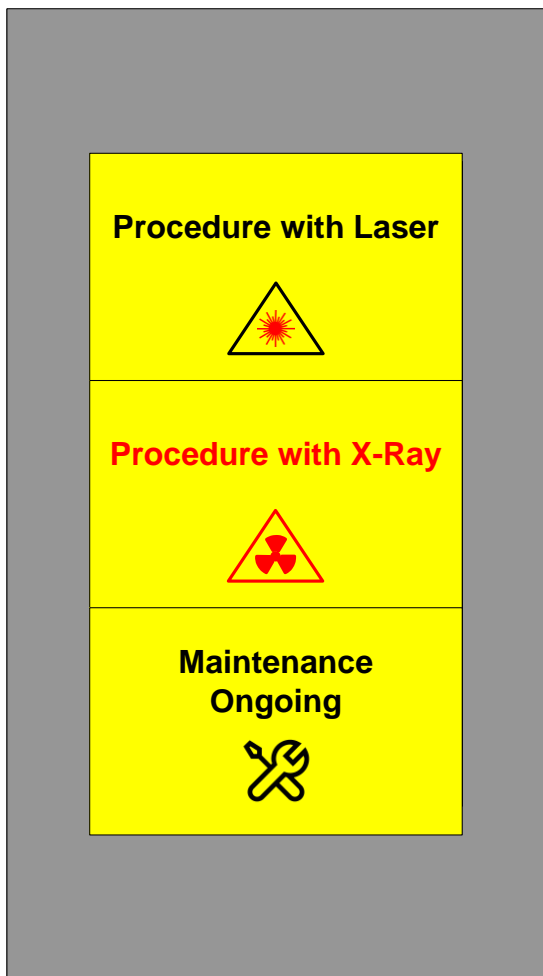 Procedure with Laser
Procedure with X-Ray
Maintenance
Ongoing